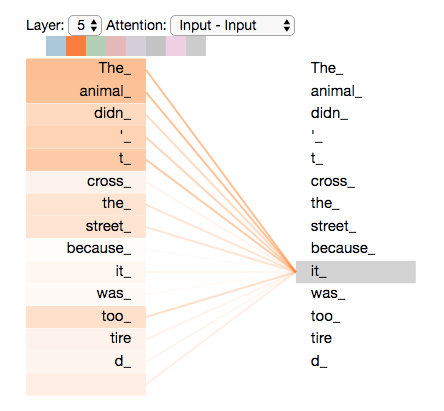 Layer: 5 Attention: Input - Input
The_ The_
animal_ animal_
didn_ didn_
'_ '_
t_ t_
cross_ cross_
the_ the_
street_ street_
because_ because_
it_ it_
was_ was_
too_ too_
tire tire
d_ d_